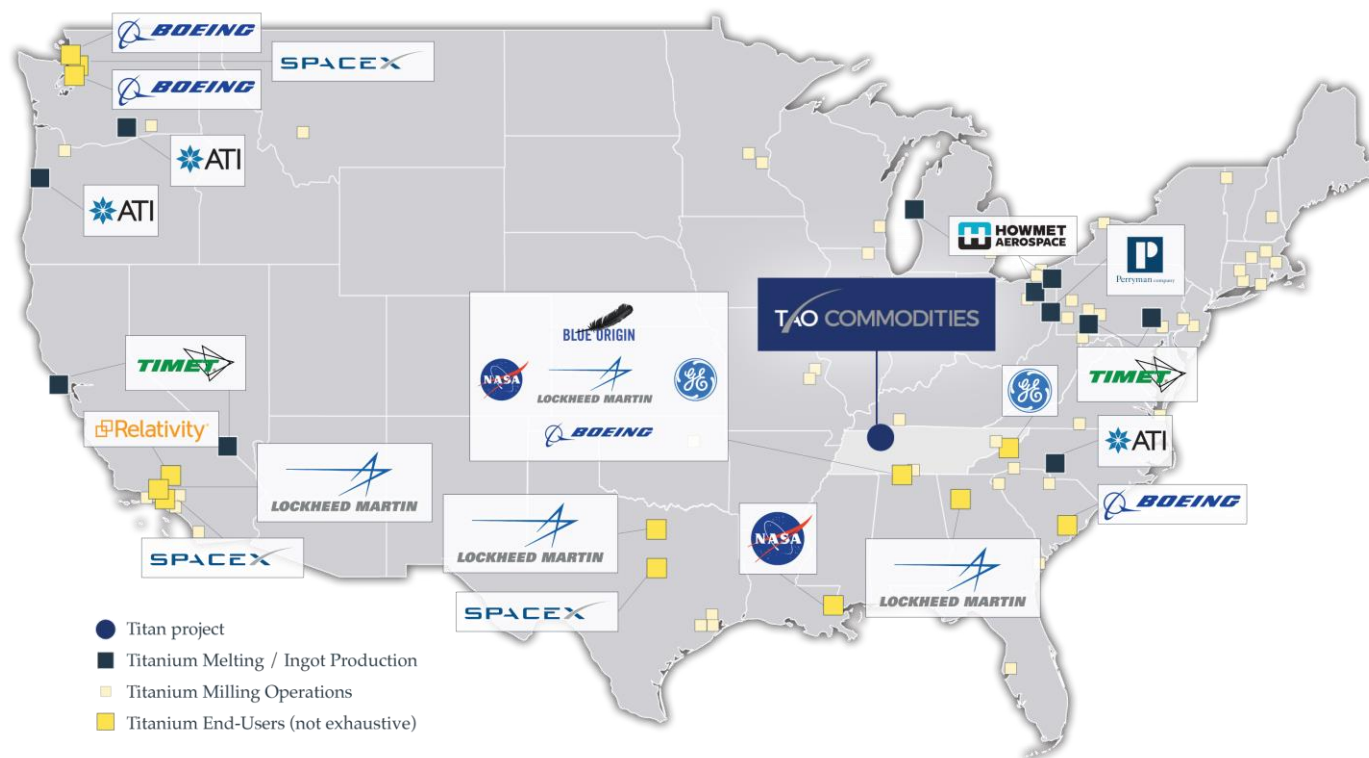 BOEING
SPACEX
BOEING
ATI
ATI
HOWMET
AEROSPACE
P
Perryman company
TAO COMMODITIES
BLUE ORIGIN
NASA
LOCKHEED MARTIN
GE
BOEING
TIMET
Relativity
GE
TIMET
ATI
LOCKHEED MARTIN
LOCKHEED MARTIN
NASA
BOEING
SPACEX
SPACEX
LOCKHEED MARTIN
Titan project
Titanium Melting / Ingot Production
Titanium Milling Operations
Titanium End-Users (not exhaustive)